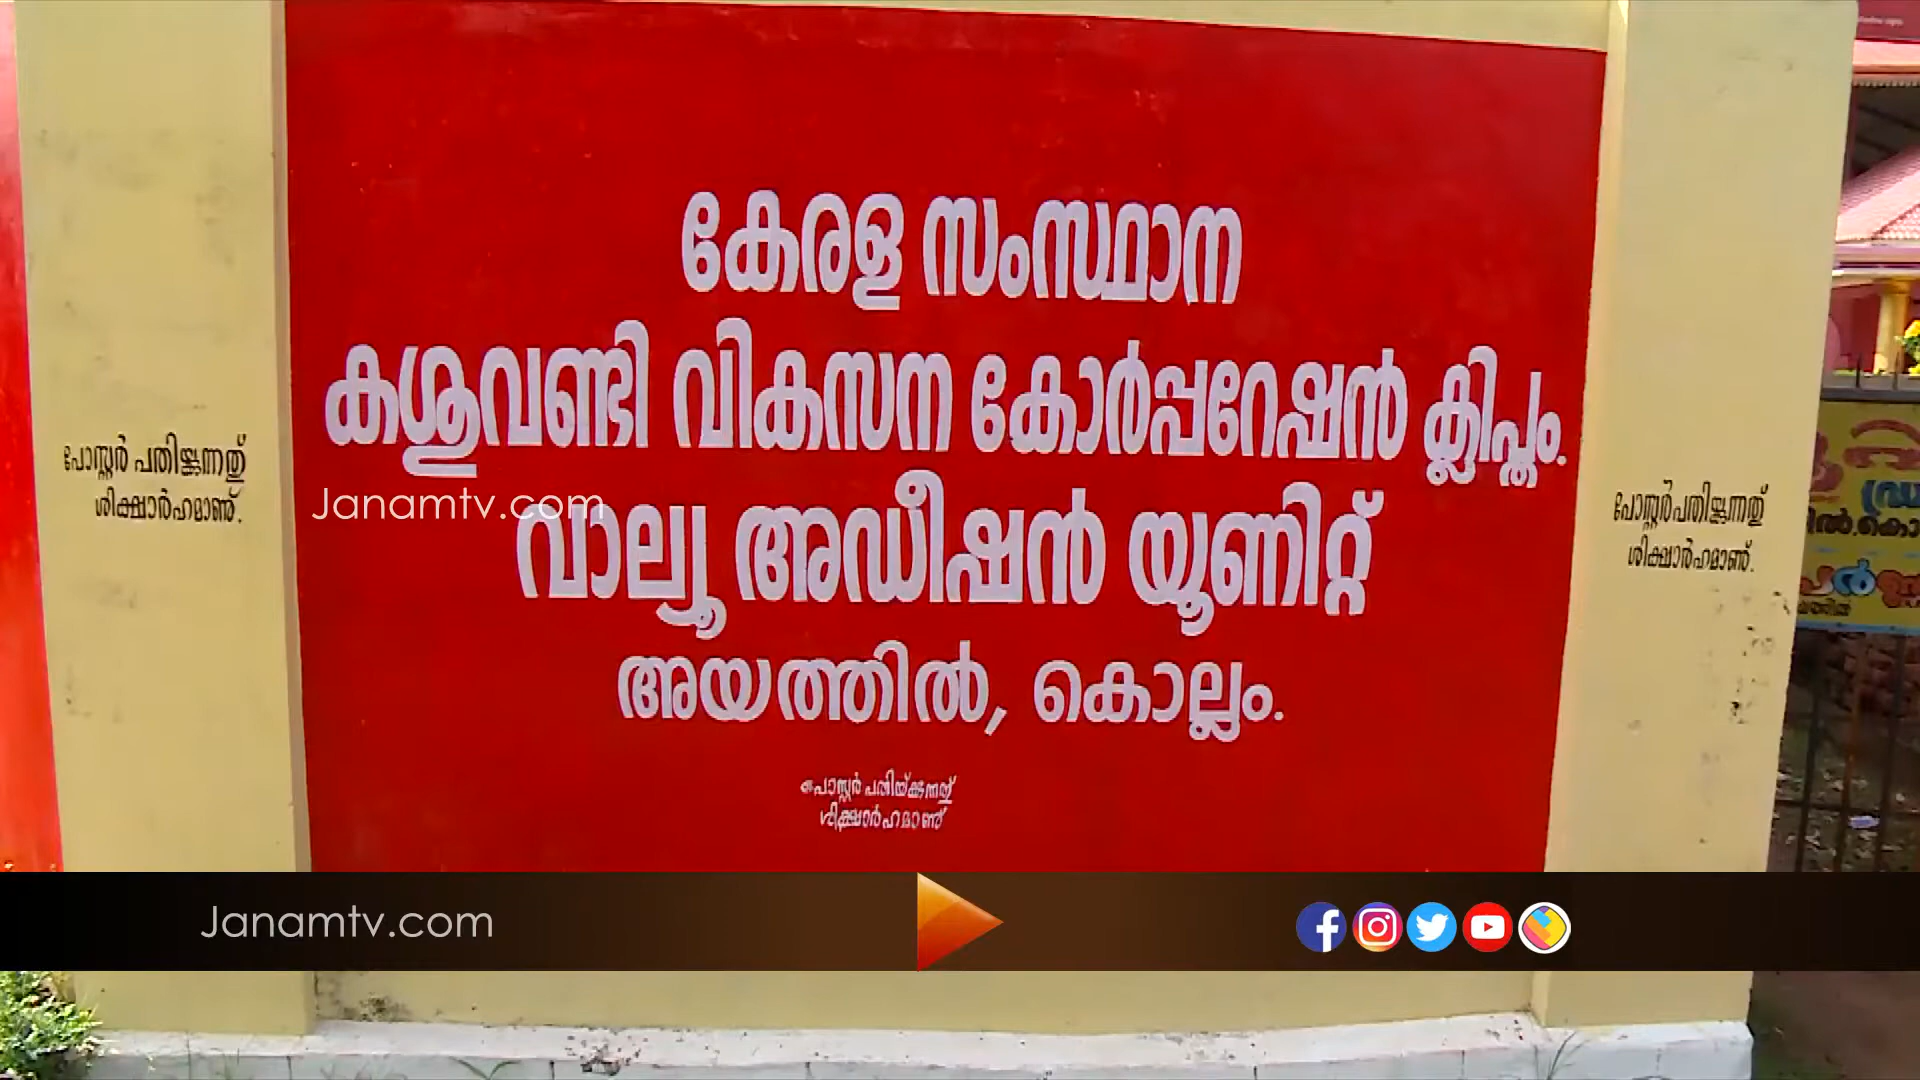 കേരള സംസ്ഥാന
കശുവണ്ടി വികസന കോർപ്പറേഷൻ ക്ലിപ്തം.
വാല്യൂ അഡീഷൻ യൂണിറ്റ്
അയത്തിൽ, കൊല്ലം.
പോസ്റ്റർ പതിയ്ക്കുന്നത്
ശിക്ഷാർഹമാണ്
പോസ്റ്റർ പതിയ്ക്കുന്നത്
ശിക്ഷാർഹമാണ്.
പോസ്റ്റർ പതിയ്ക്കുന്നത്
ശിക്ഷാർഹമാണ്.
Janamtv.com
Janamtv.com